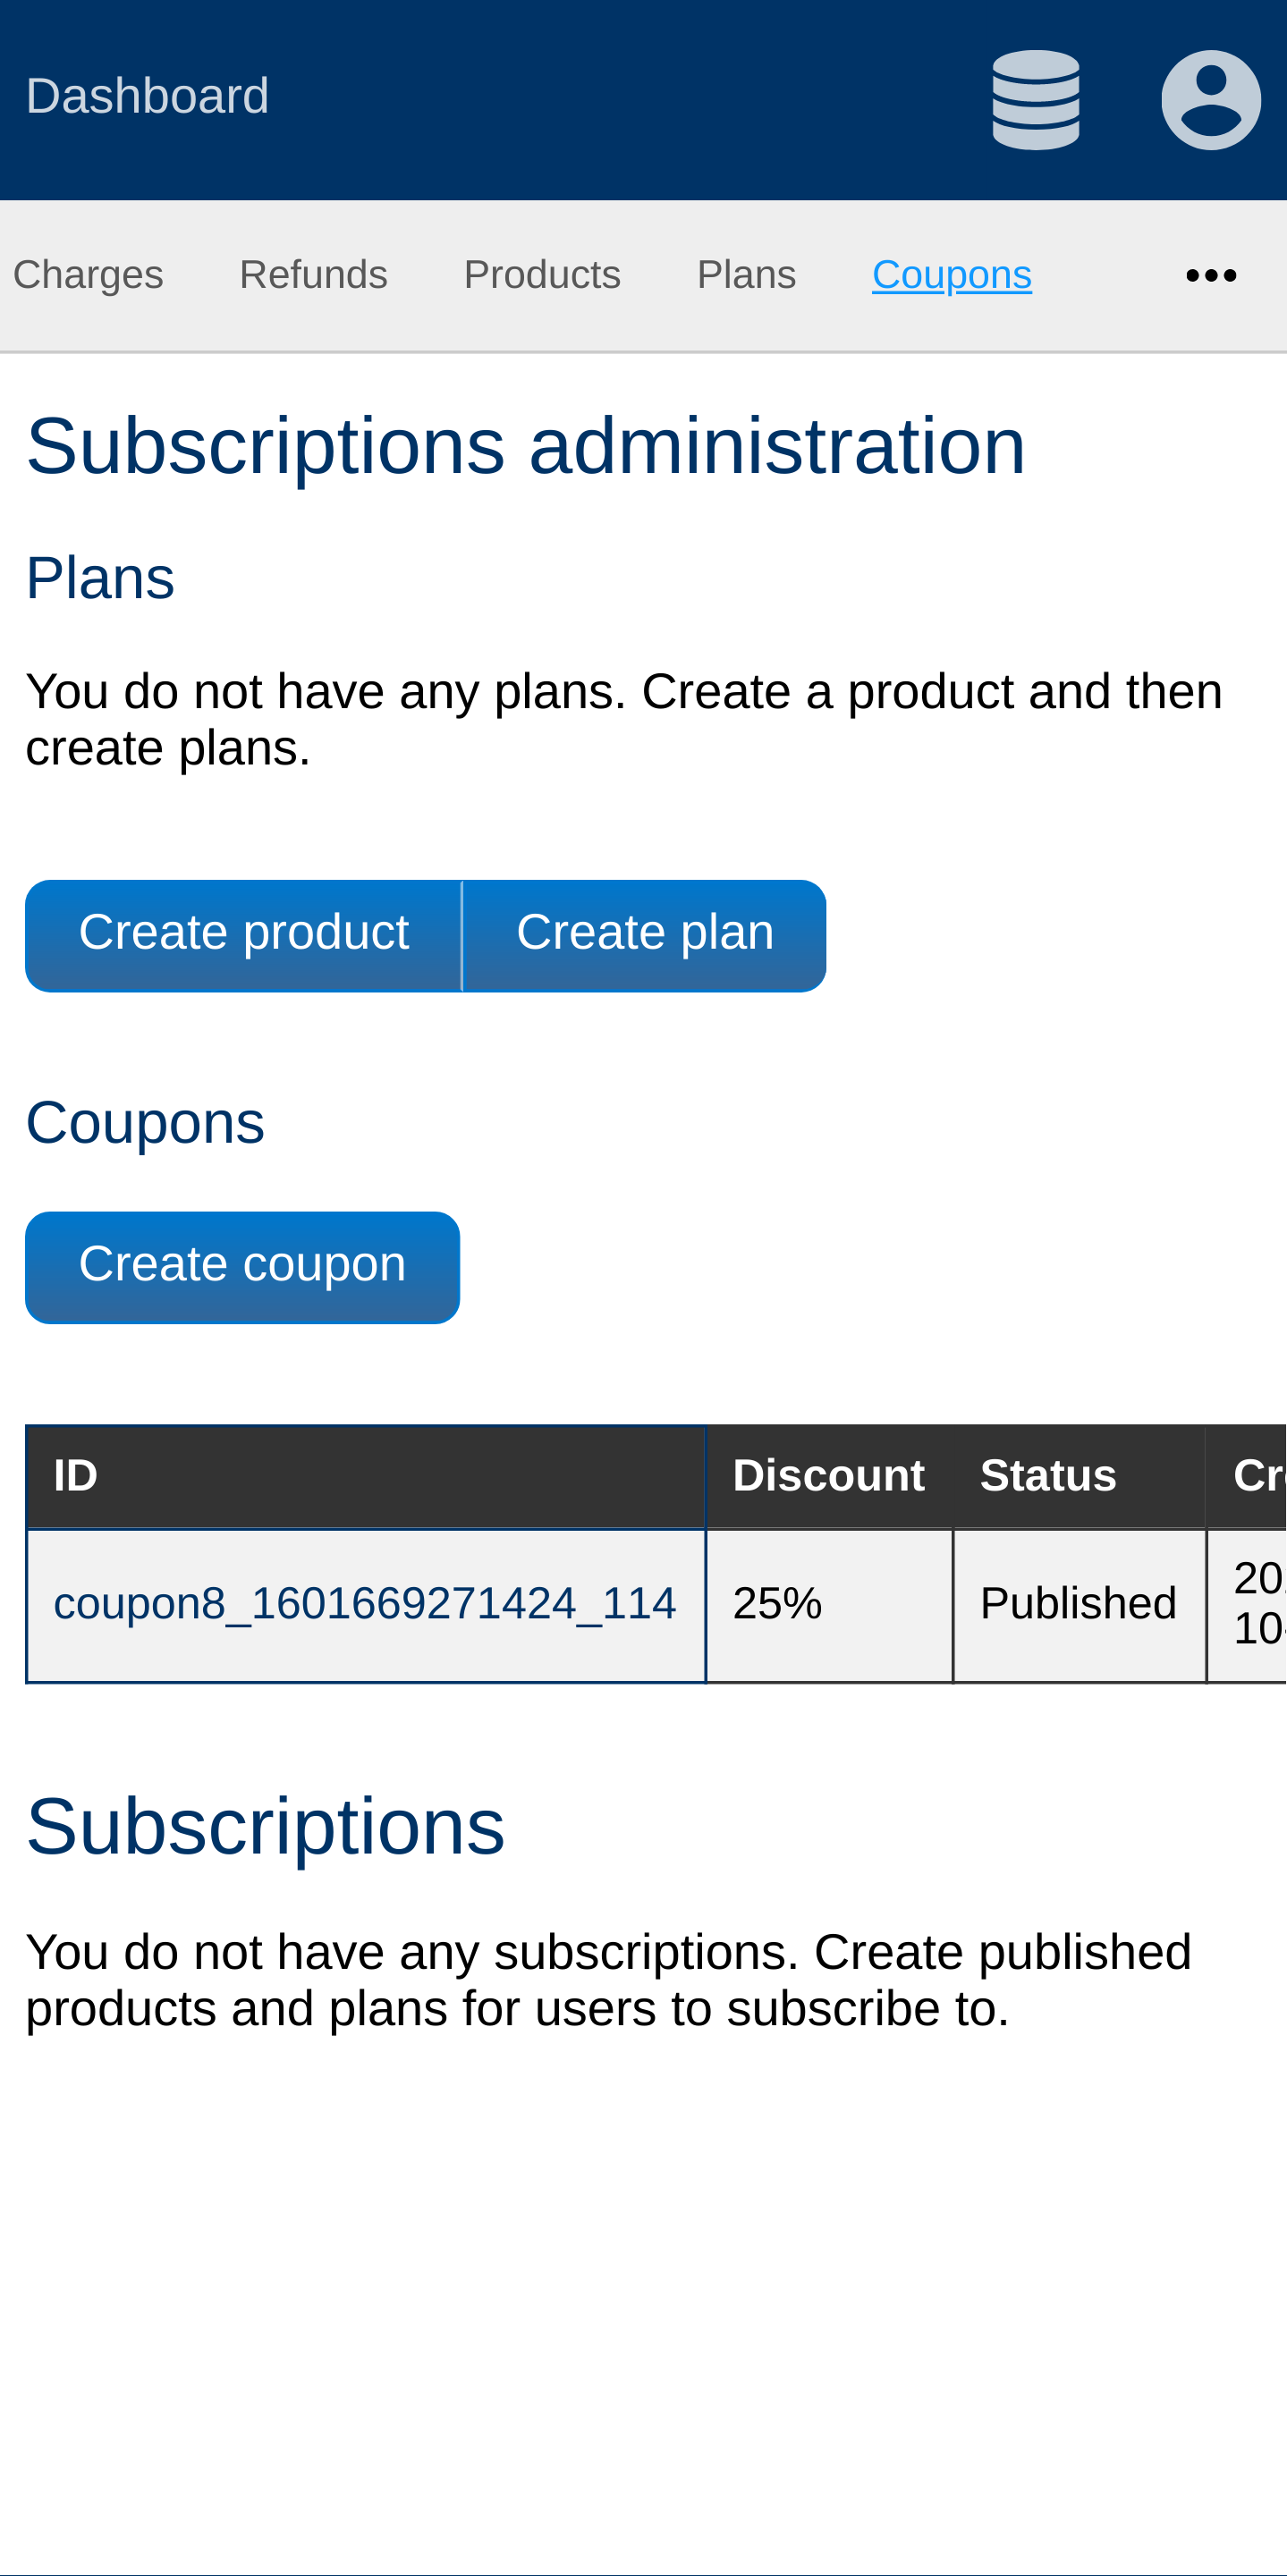 Dashboard
Charges Refunds Products Plans Coupons •••
Subscriptions administration
Plans
You do not have any plans. Create a product and then
create plans.
Create product Create plan
Coupons
Create coupon
ID Discount Status
coupon8_1601669271424_114 25% Published
Subscriptions
You do not have any subscriptions. Create published
products and plans for users to subscribe to.